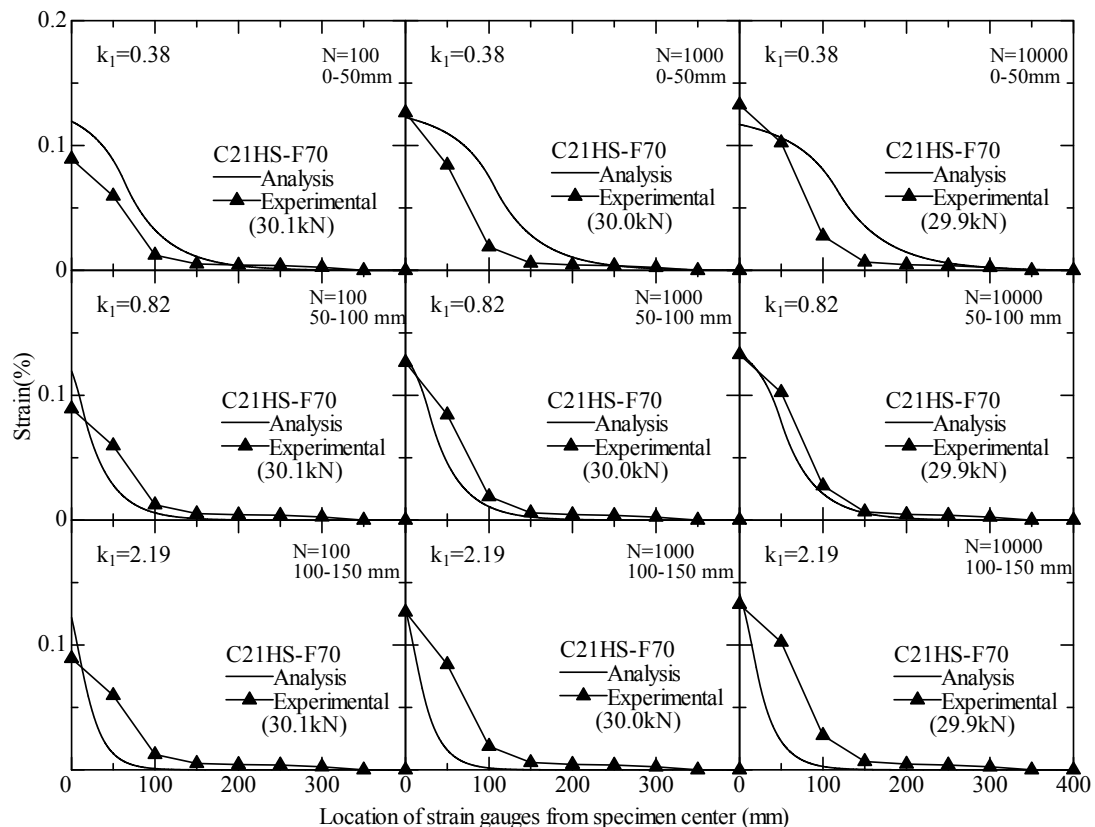 0.2
k1=0.38
N=100
0-50mm
C21HS-F70
Analysis
Experimental
(30.1kN)
k1=0.38
N=1000
0-50mm
C21HS-F70
Analysis
Experimental
(30.0kN)
k1=0.38
N=10000
0-50mm
C21HS-F70
Analysis
Experimental
(29.9kN)
0.1
0
k1=0.82
N=100
50-100 mm
C21HS-F70
Analysis
Experimental
(30.1kN)
k1=0.82
N=1000
50-100 mm
C21HS-F70
Analysis
Experimental
(30.0kN)
k1=0.82
N=10000
50-100 mm
C21HS-F70
Analysis
Experimental
(29.9kN)
Strain(%)
0.1
0
k1=2.19
N=100
100-150 mm
C21HS-F70
Analysis
Experimental
(30.1kN)
k1=2.19
N=1000
100-150 mm
C21HS-F70
Analysis
Experimental
(30.0kN)
k1=2.19
N=10000
100-150 mm
C21HS-F70
Analysis
Experimental
(29.9kN)
0.1
0 100 200 300 0 100 200 300 0 100 200 300 400
Location of strain gauges from specimen center (mm)